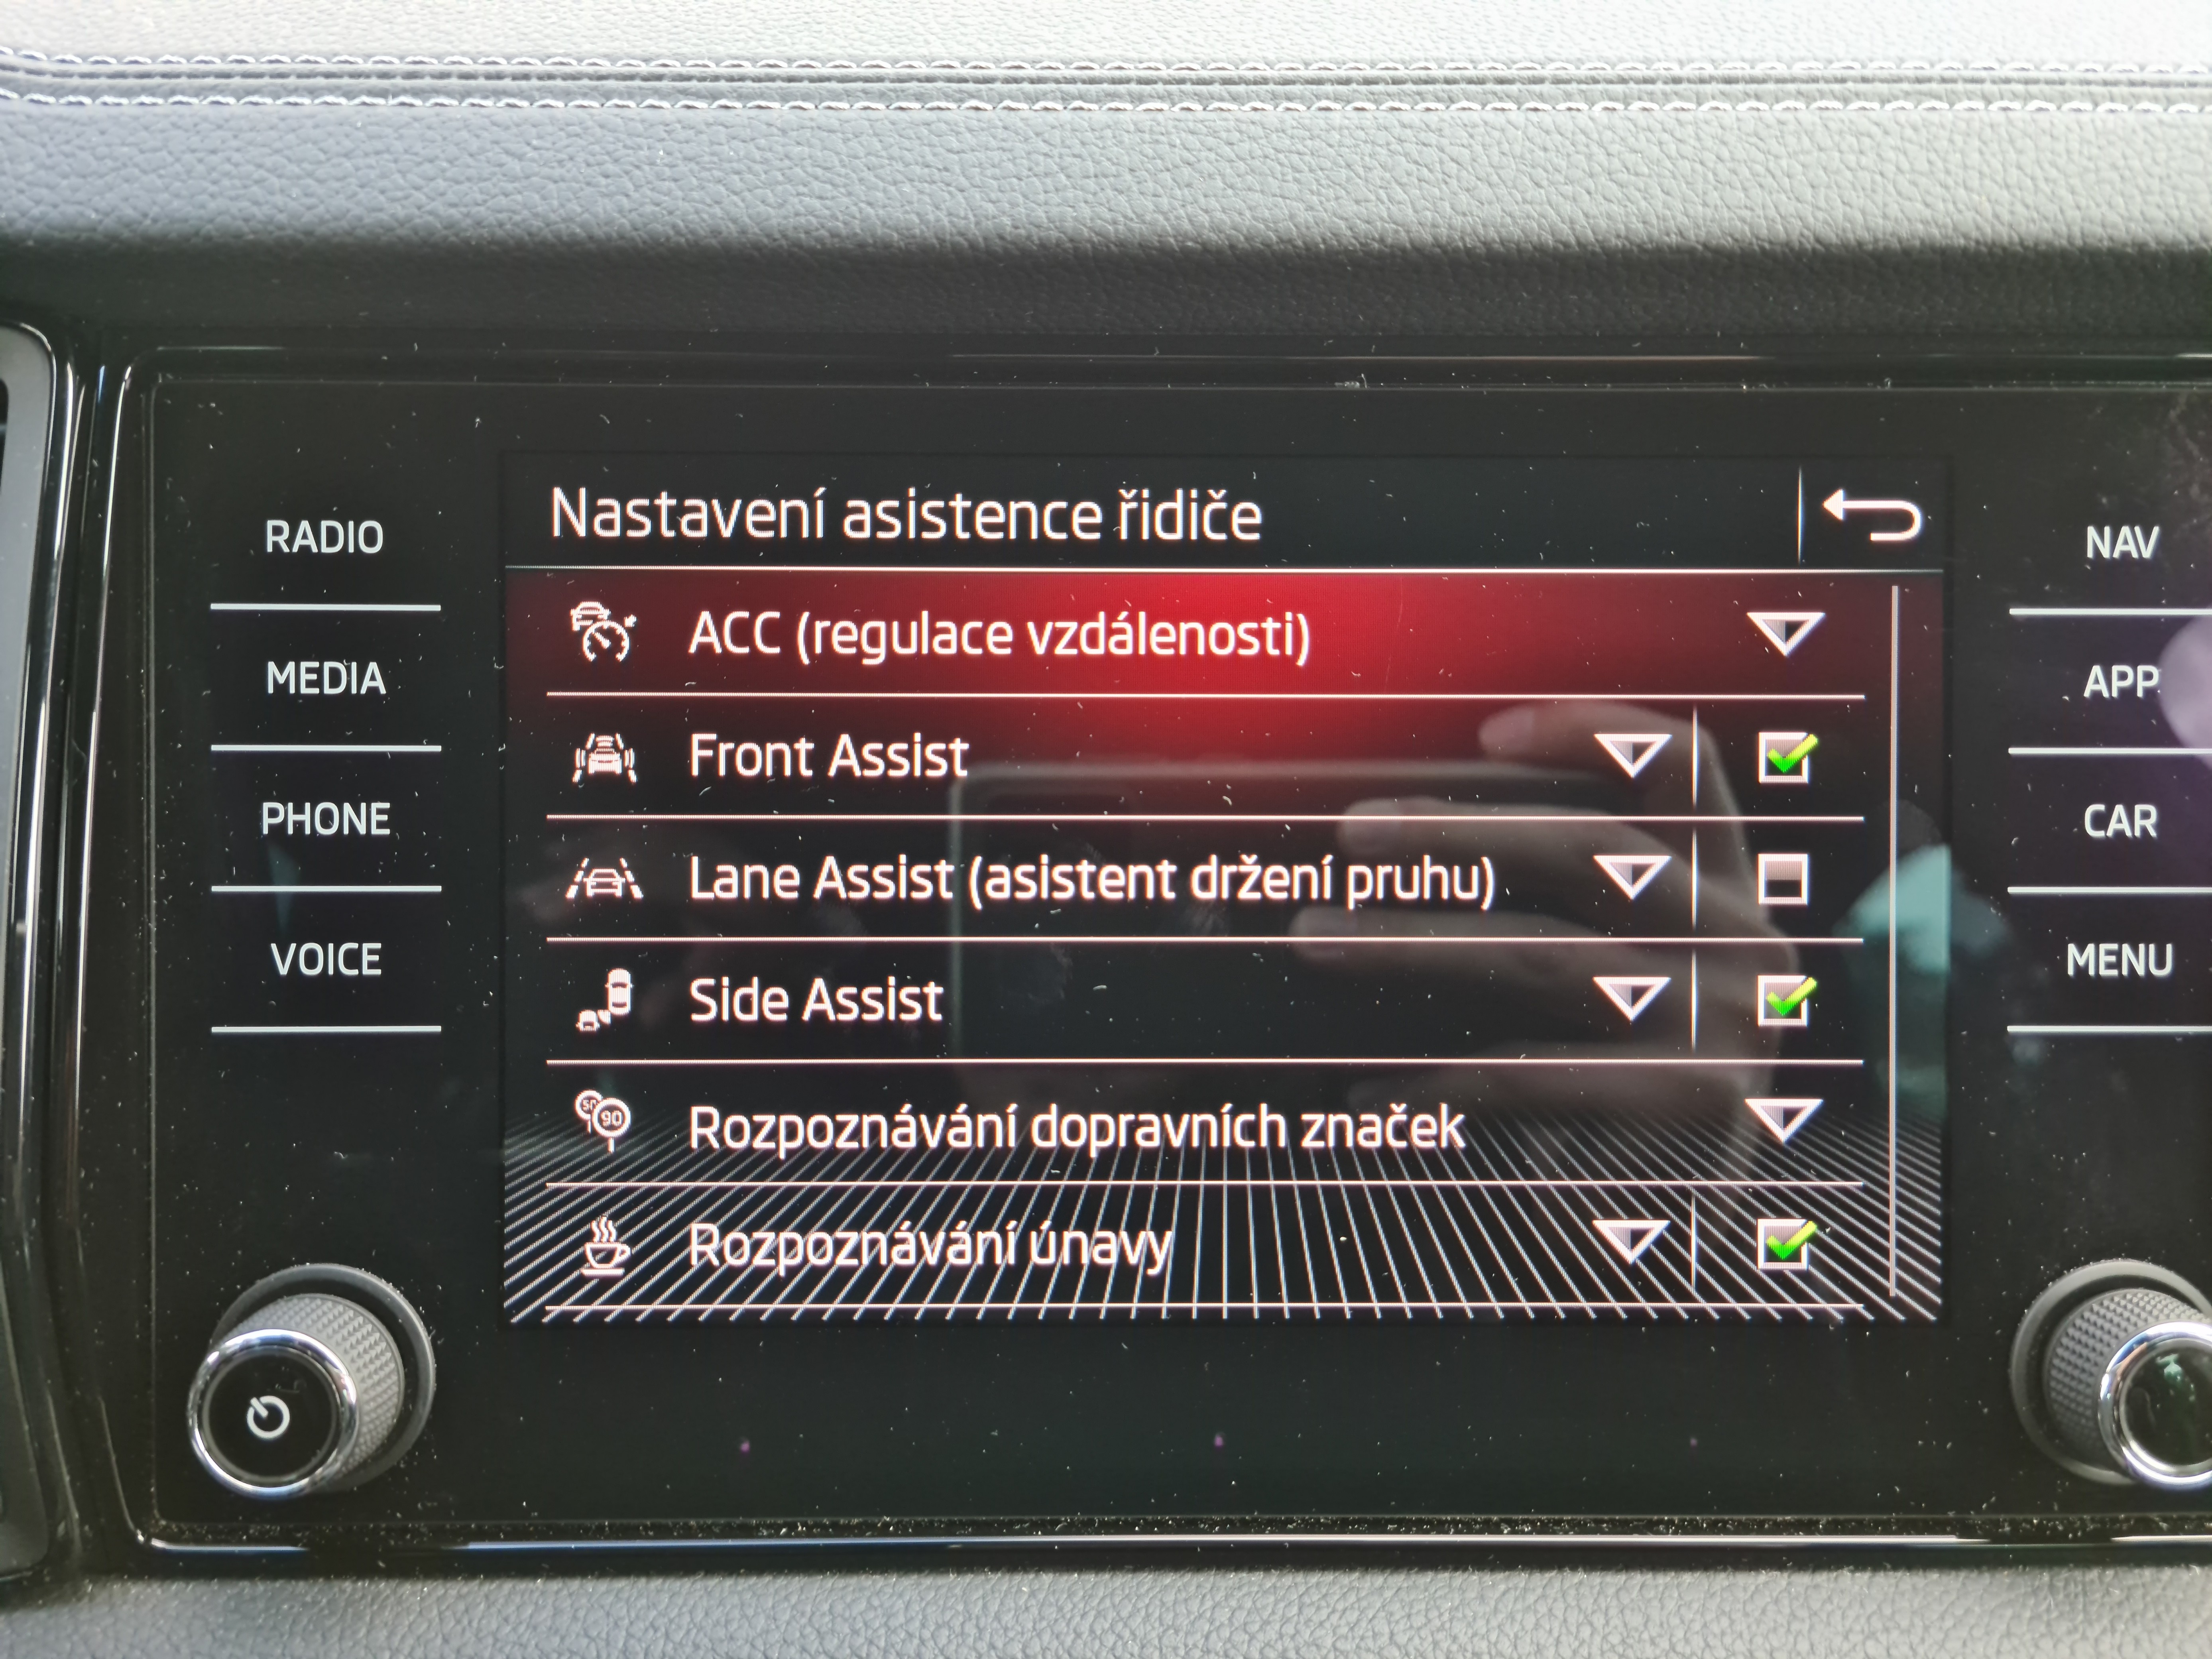 RADIO
MEDIA
PHONE
VOICE
Nastavení asistence řidiče
ACC (regulace vzdálenosti)
Front Assist
Lane Assist (asistent držení pruhu)
Side Assist
90
Rozpoznávání dopravních značek
Rozpoznávání únavy
NAV
APP
CAR
MENU